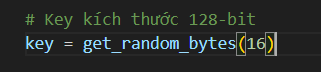 # Key kích thước 128-bit
key = get_random_bytes(16)